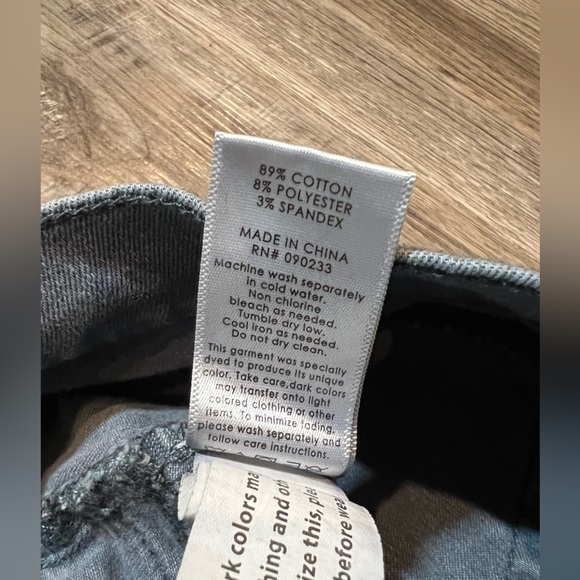 89% COTTON
8% POLYESTER
3% SPANDEX
MADE IN CHINA
RN# 090233
Machine wash separately
in cold water.
Non chlorine
bleach as needed.
Tumble dry low.
Cool iron as needed.
Do not dry clean.
This garment was specially
dyed to produce its unique
color. Take care,dark colors
may transfer onto light
colored clothing or other
items. To minimize fading,
please wash separately and
follow care instructions.
colors
before